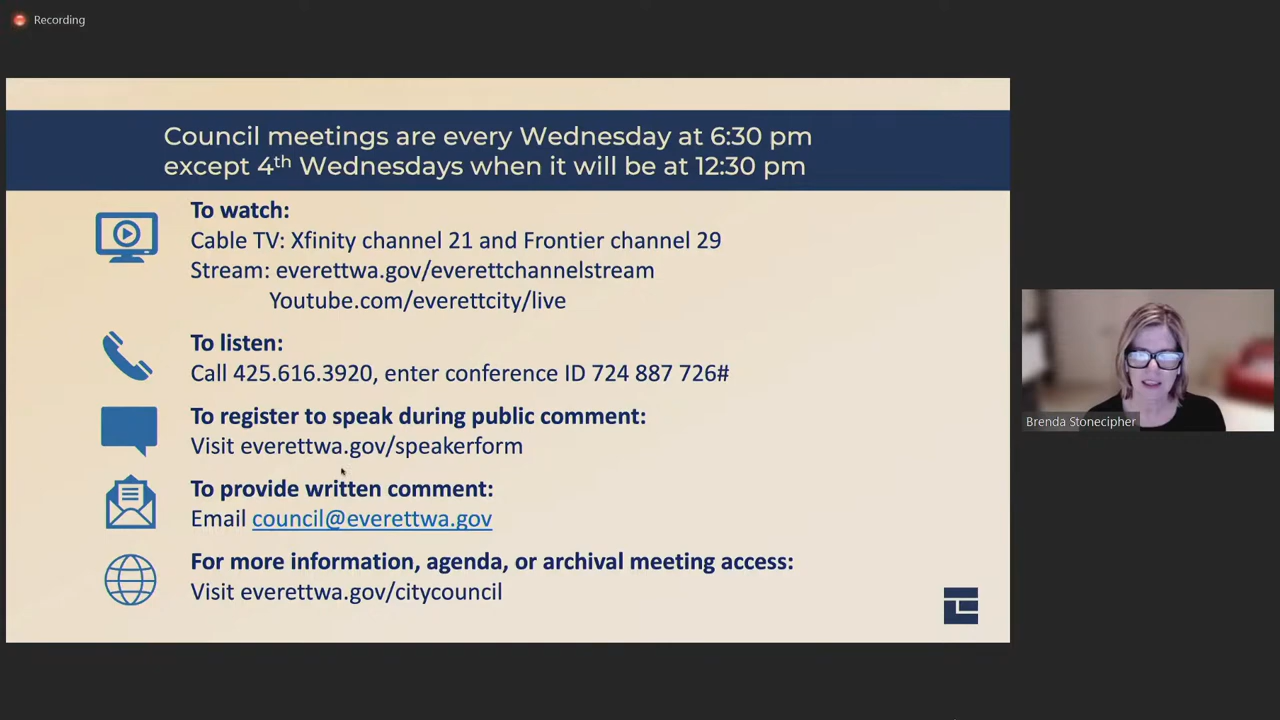 Recording
Council meetings are every Wednesday at 6:30 pm
except 4th Wednesdays when it will be at 12:30 pm
To watch:
Cable TV: Xfinity channel 21 and Frontier channel 29
Stream: everettwa.gov/everettchannelstream
Youtube.com/everettcity/live
To listen:
Call 425.616.3920, enter conference ID 724 887 726#
To register to speak during public comment:
Visit everettwa.gov/speakerform
To provide written comment:
Email council@everettwa.gov
For more information, agenda, or archival meeting access:
Visit everettwa.gov/citycouncil
Brenda Stonecipher